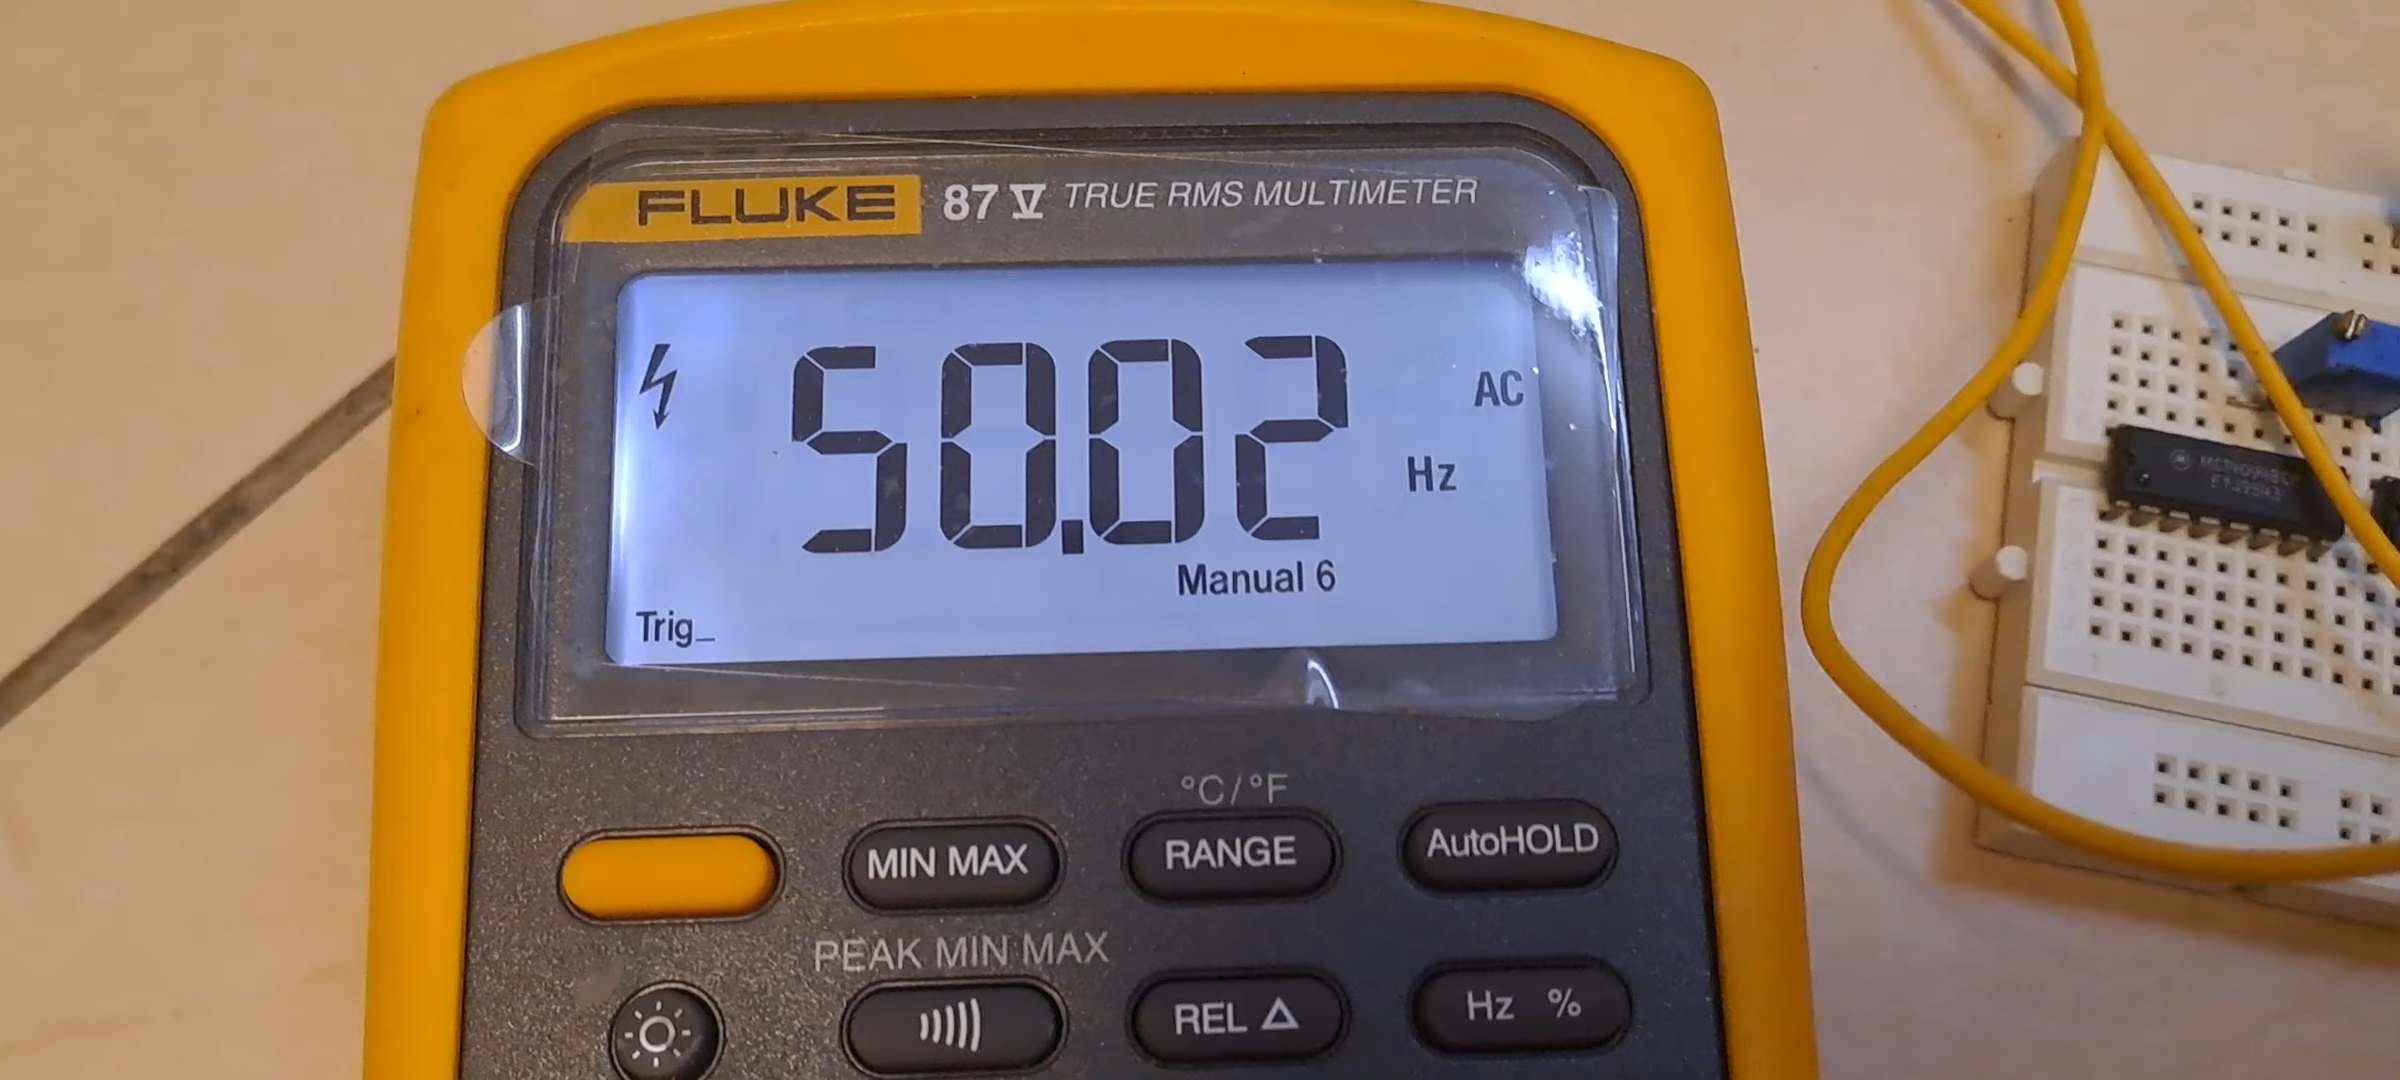 FLUKE 87 V TRUE RMS MULTIMETER
50.02
AC
Hz
Manual 6
Trig_
°C/°F
MIN MAX
RANGE
AutoHOLD
PEAK MIN MAX
REL Δ
Hz %